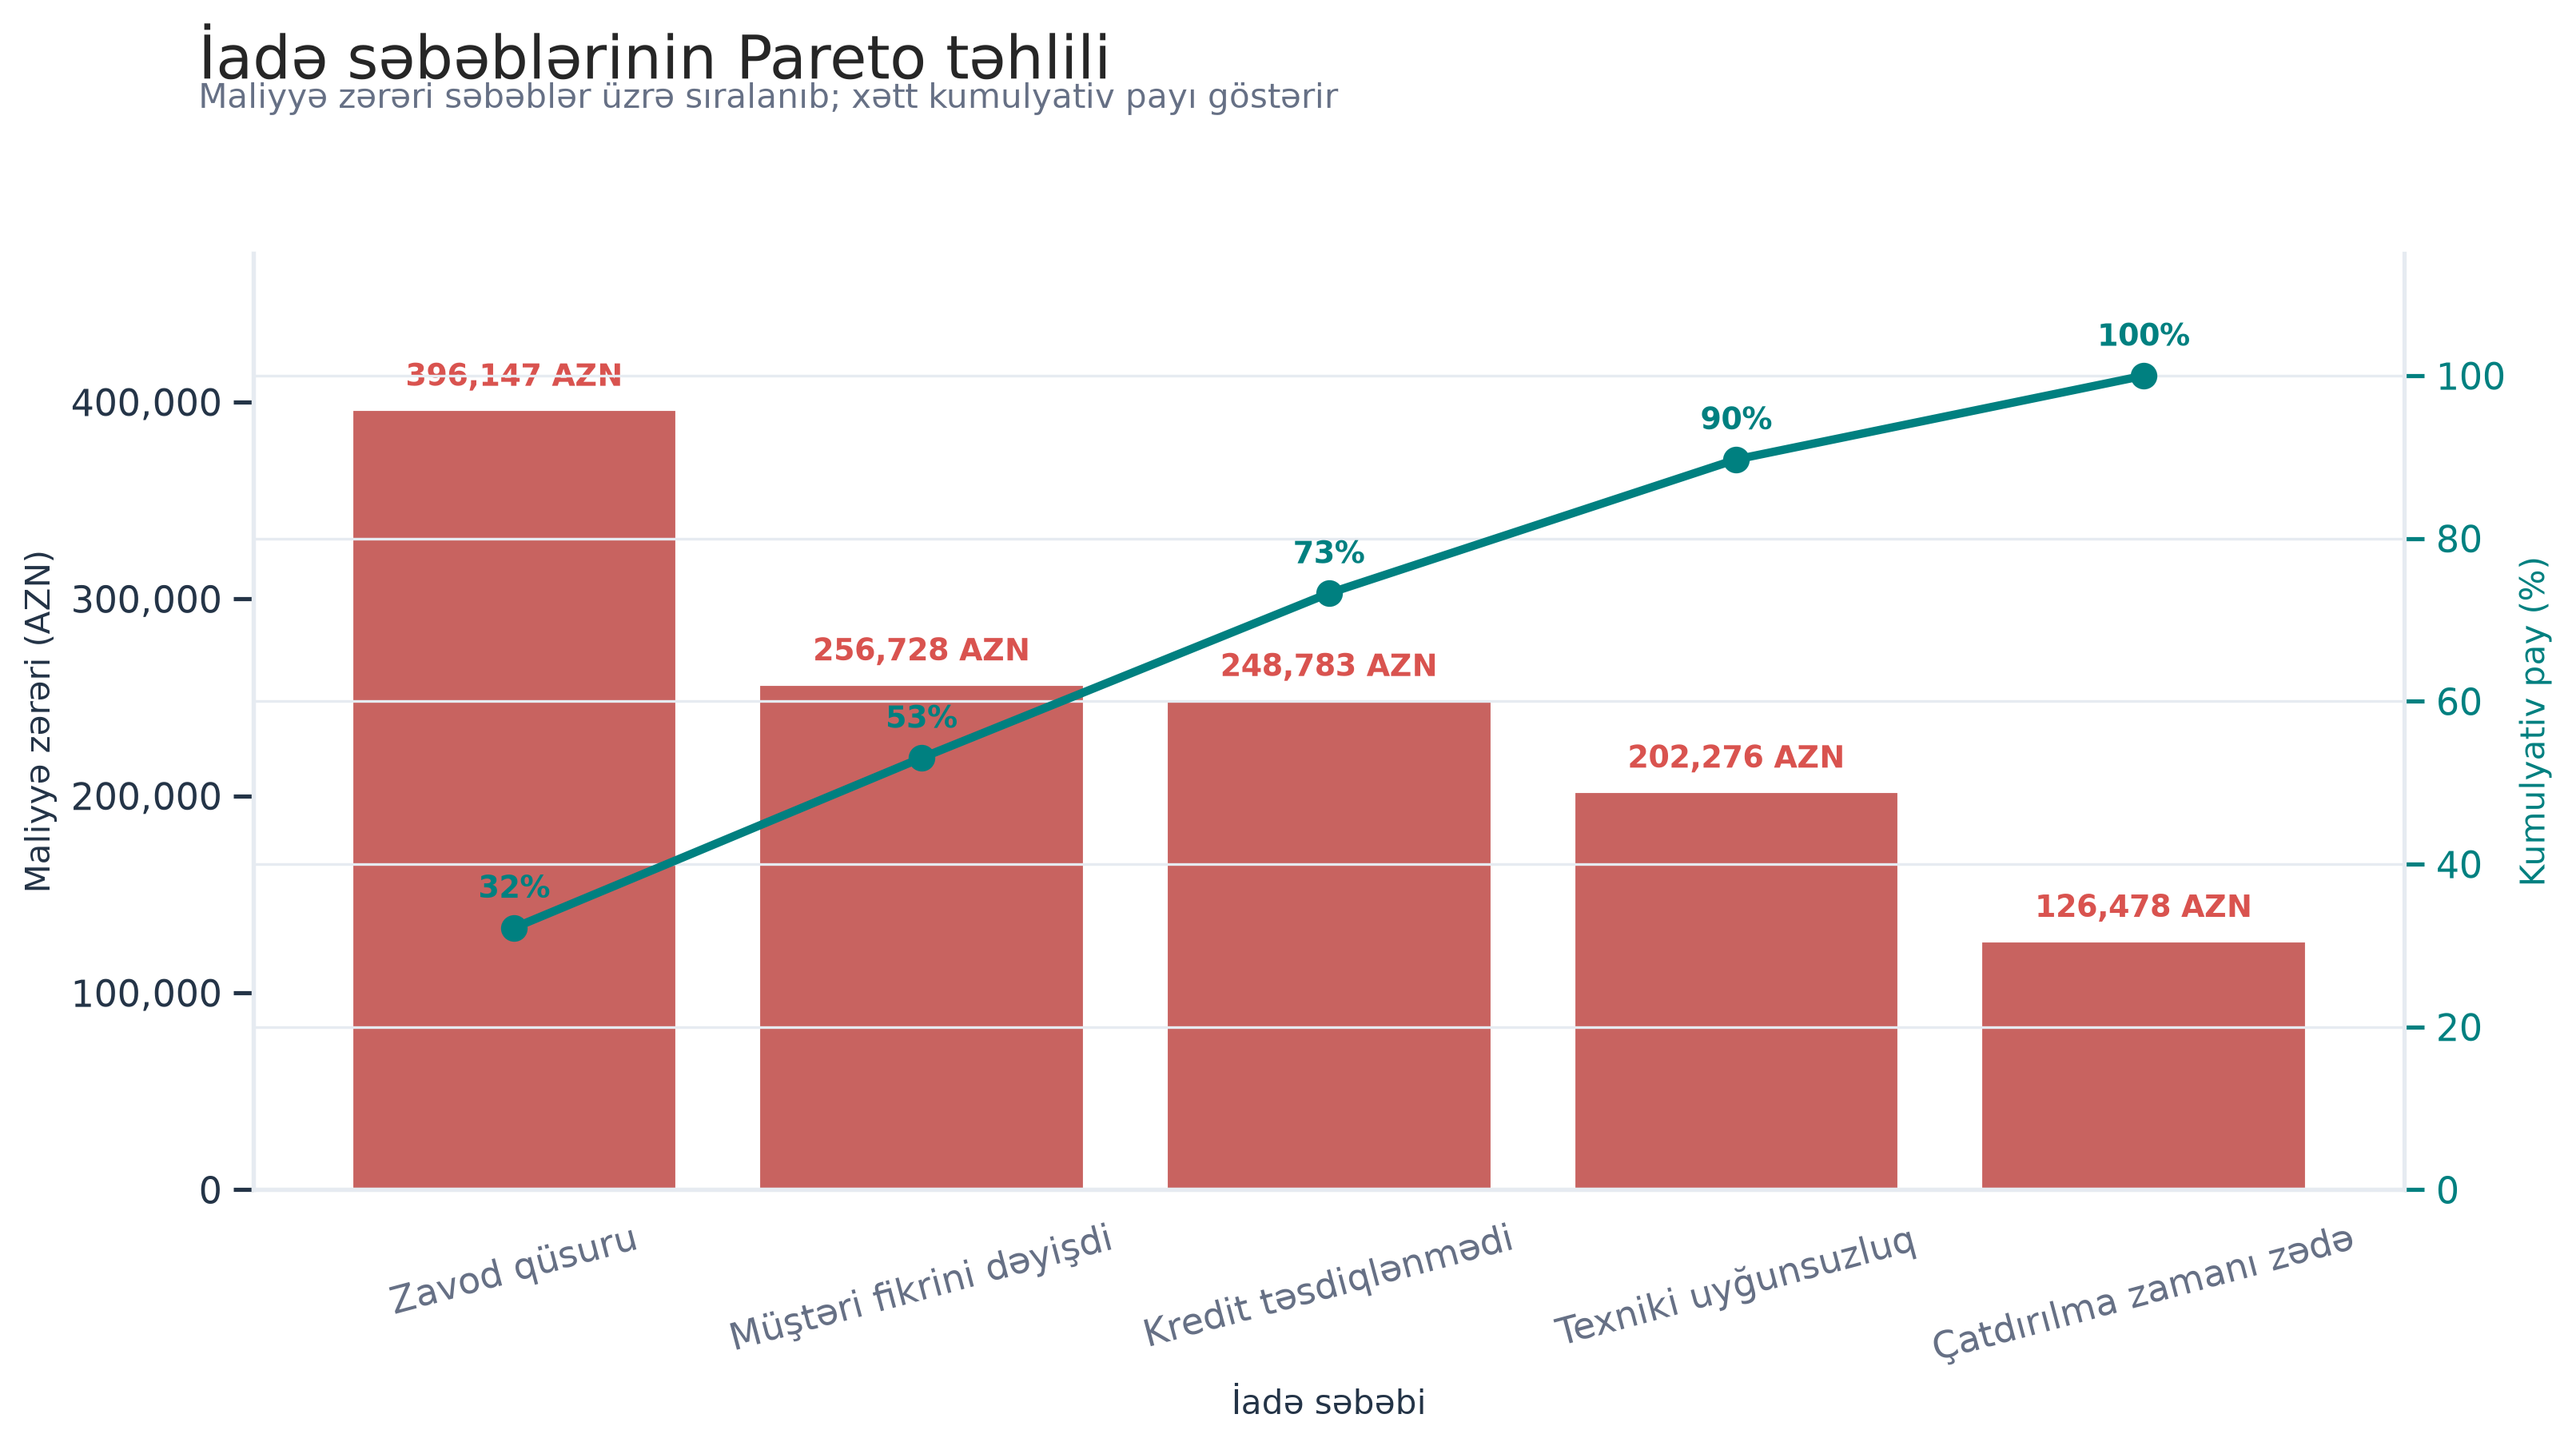 İadə səbəblərinin Pareto təhlili
Maliyyə zərəri səbəblər üzrə sıralanıb; xətt kumulyativ payı göstərir
Maliyyə zərəri (AZN)
400,000
300,000
200,000
100,000
0
396,147 AZN
256,728 AZN
248,783 AZN
202,276 AZN
126,478 AZN
32%
53%
73%
90%
100%
100
80
60
40
20
0
Kumulyativ pay (%)
Zavod qüsuru
Müştəri fikrini dəyişdi
Kredit təsdiqlənmədi
Texniki uyğunsuzluq
Çatdırılma zamanı zədə
İadə səbəbi